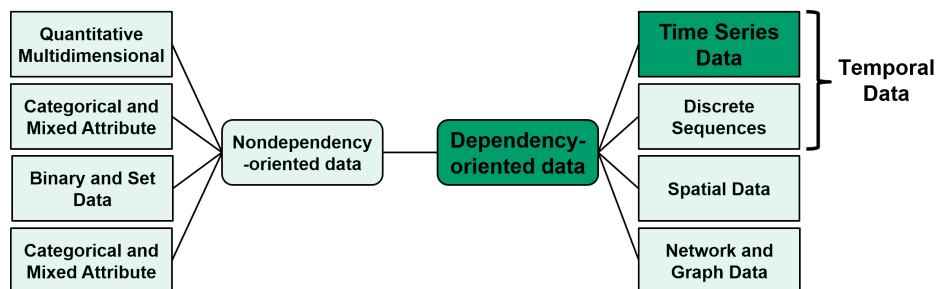 Quantitative
Multidimensional
Categorical and
Mixed Attribute
Binary and Set
Data
Categorical and
Mixed Attribute
Nondependency
-oriented data
Dependency-
oriented data
Time Series
Data
Discrete
Sequences
Spatial Data
Network and
Graph Data
Temporal
Data